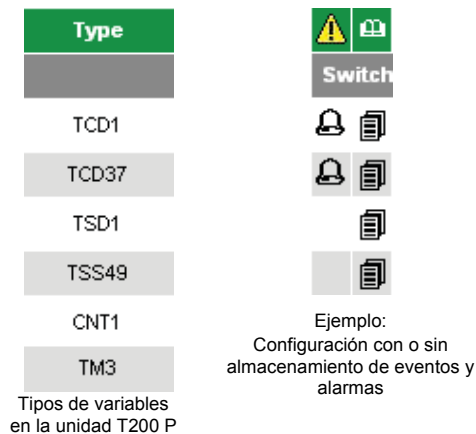 Type
Switch
TCD1
TCD37
TSD1
TSS49
CNT1
TM3
Tipos de variables
en la unidad T200 P
Ejemplo:
Configuración con o sin
almacenamiento de eventos y
alarmas